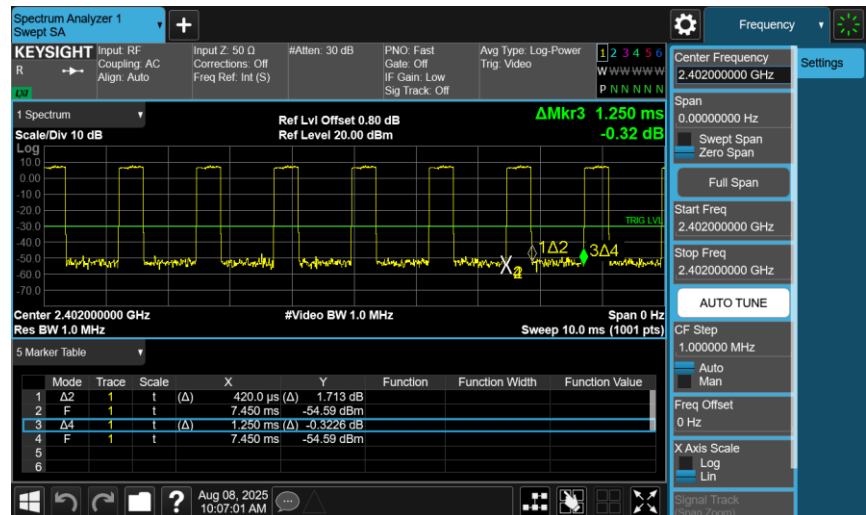 Spectrum Analyzer 1
Swept SA
+
Frequency
KEYSIGHT
R
LXI
Input: RF
Coupling: AC
Align: Auto
Input Z: 50 Ω
Corrections: Off
Freq Ref: Int (S)
#Atten: 30 dB
PNO: Fast
Gate: Off
IF Gain: Low
Sig Track: Off
Avg Type: Log-Power
Trig: Video
1 2 3 4 5 6
W W W W W W
P N N N N N
Settings
Center Frequency
2.402000000 GHz
Span
0.00000000 Hz
Swept Span
Zero Span
Full Span
Start Freq
2.402000000 GHz
Stop Freq
2.402000000 GHz
AUTO TUNE
CF Step
1.000000 MHz
Auto
Man
Freq Offset
0 Hz
X Axis Scale
Log
Lin
Signal Track
(Span Zoom)
1 Spectrum
Scale/Div 10 dB
Log
Ref Lvl Offset 0.80 dB
Ref Level 20.00 dBm
ΔMkr3 1.250 ms
-0.32 dB
10.0
0.00
-10.0
-20.0
-30.0
-40.0
-50.0
-60.0
-70.0
TRIG LVL
1Δ2
3Δ4
Center 2.402000000 GHz
#Video BW 1.0 MHz
Span 0 Hz
Res BW 1.0 MHz
Sweep 10.0 ms (1001 pts)
5 Marker Table
Mode Trace Scale X Y Function Function Width Function Value
1 Δ2 1 t (Δ) 420.0 µs (Δ) 1.713 dB
2 F 1 t 7.450 ms -54.59 dBm
3 Δ4 1 t (Δ) 1.250 ms (Δ) -0.3226 dB
4 F 1 t 7.450 ms -54.59 dBm
5
6
?
Aug 08, 2025
10:07:01 AM